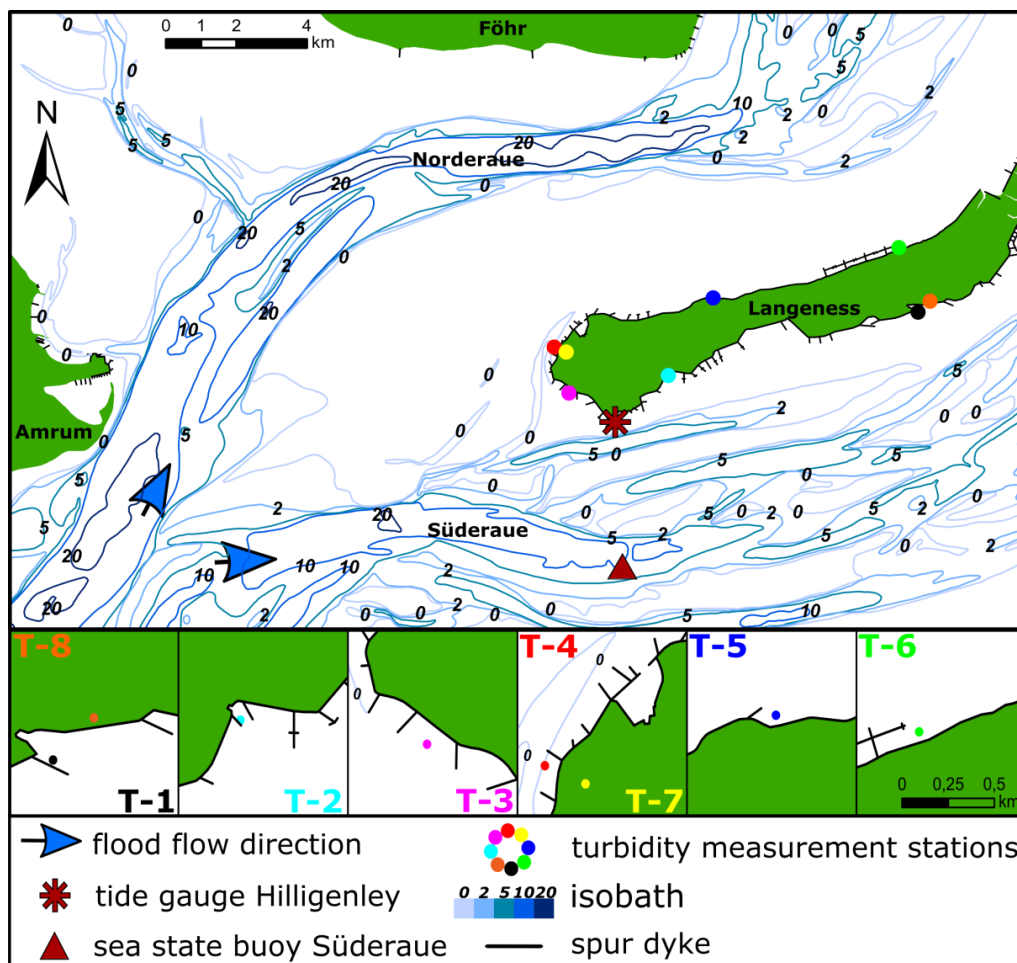 0 1 2 4
km
Föhr
N
Norderaue
Langeness
Amrum
Süderaue
T-8
T-1
T-2
T-3
T-4
T-7
T-5
T-6
0 0,25 0,5
km
flood flow direction
turbidity measurement stations
tide gauge Hilligenley
0 2 5 10 20
isobath
sea state buoy Süderaue
spur dyke